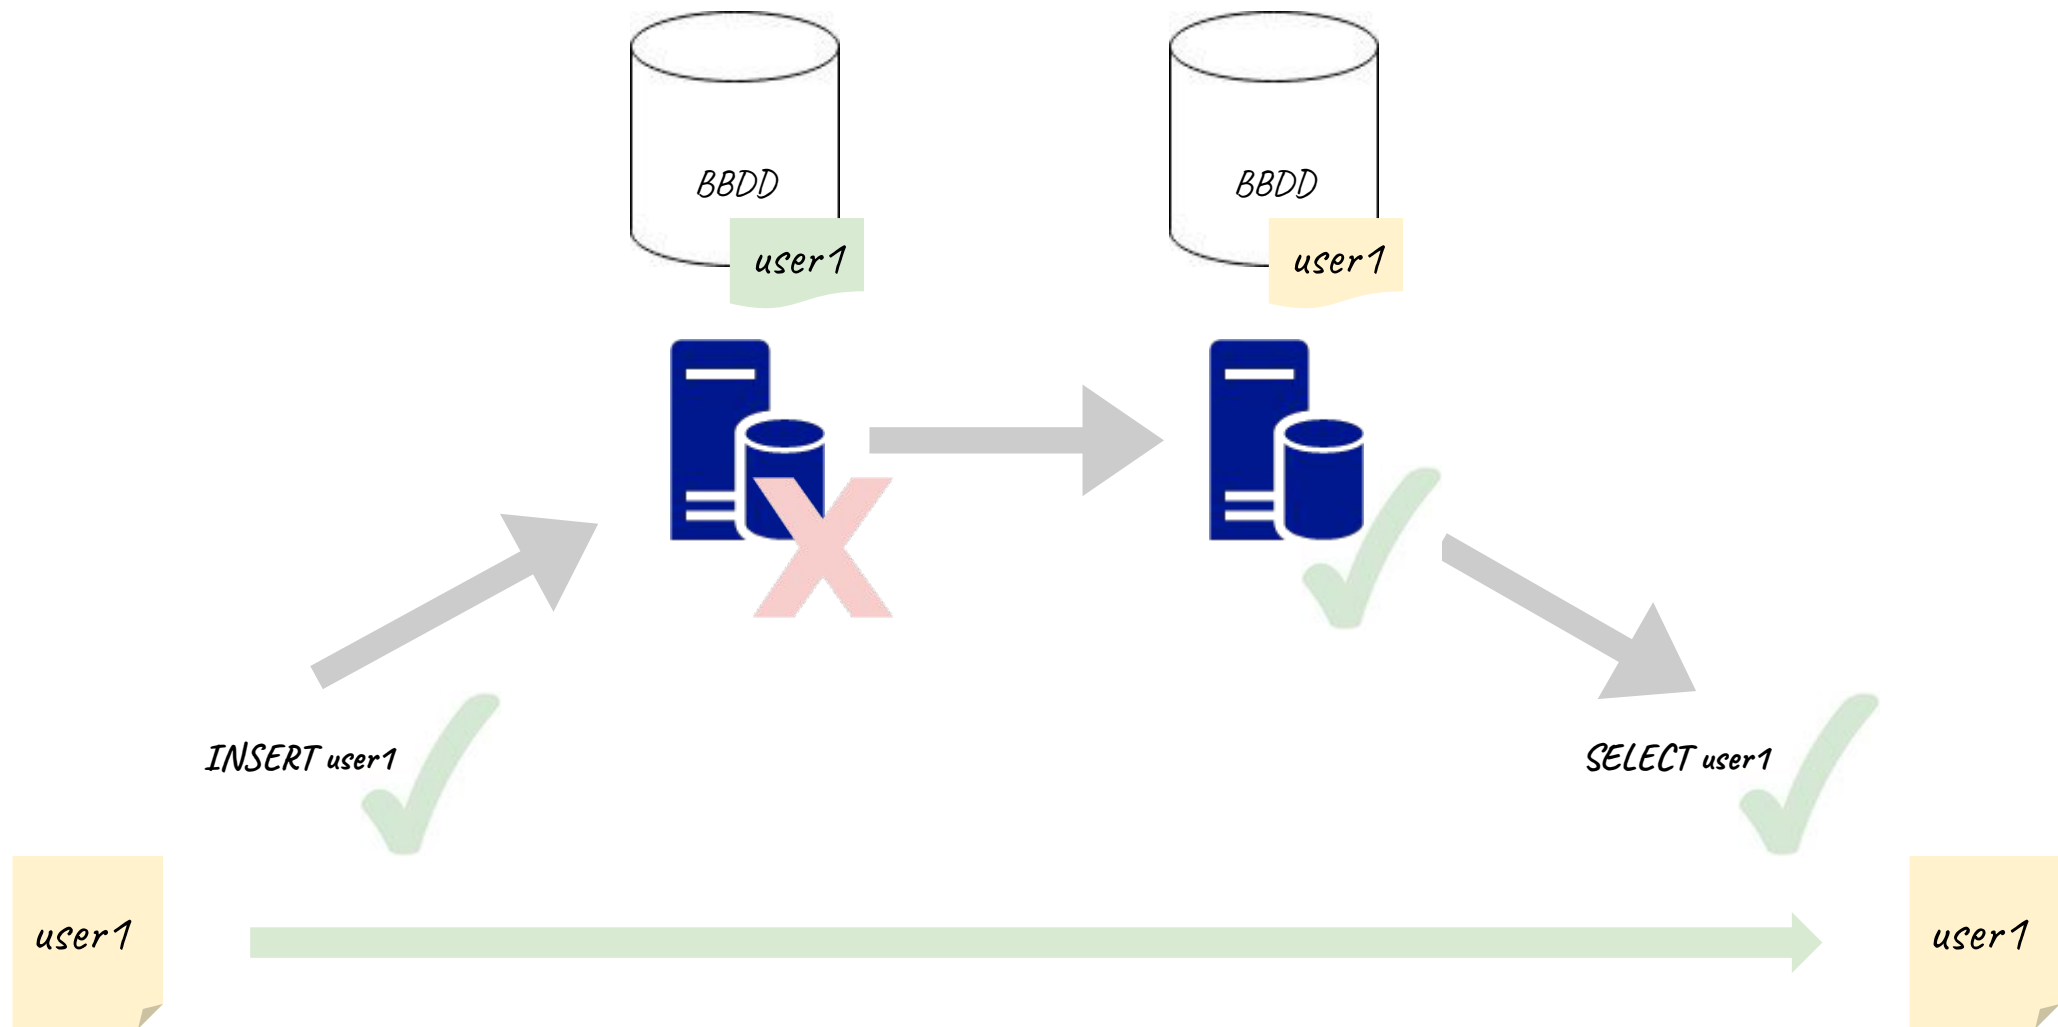 BBDD
BBDD
user1
user1
INSERT user1
SELECT user1
user1
user1